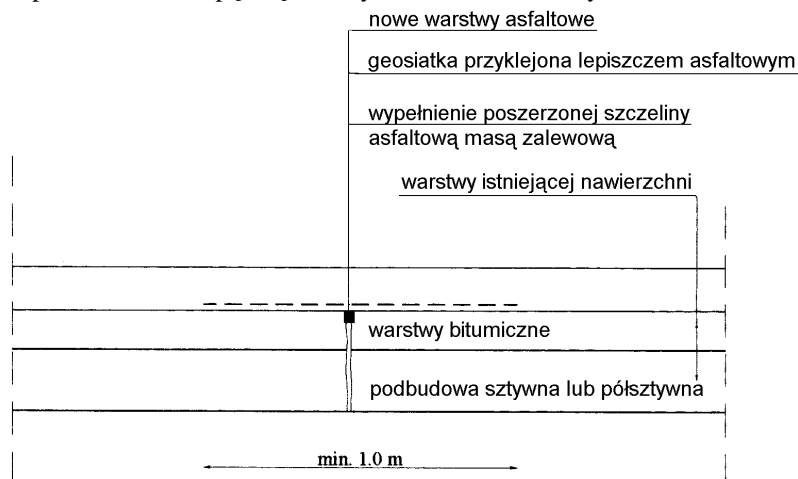 nowe warstwy asfaltowe
geosiatka przyklejona lepiszczem asfaltowym
wypełnienie poszerzonej szczeliny
asfaltową masą zalewową
warstwy istniejącej nawierzchni
warstwy bitumiczne
podbudowa sztywna lub półsztywna
min. 1.0 m